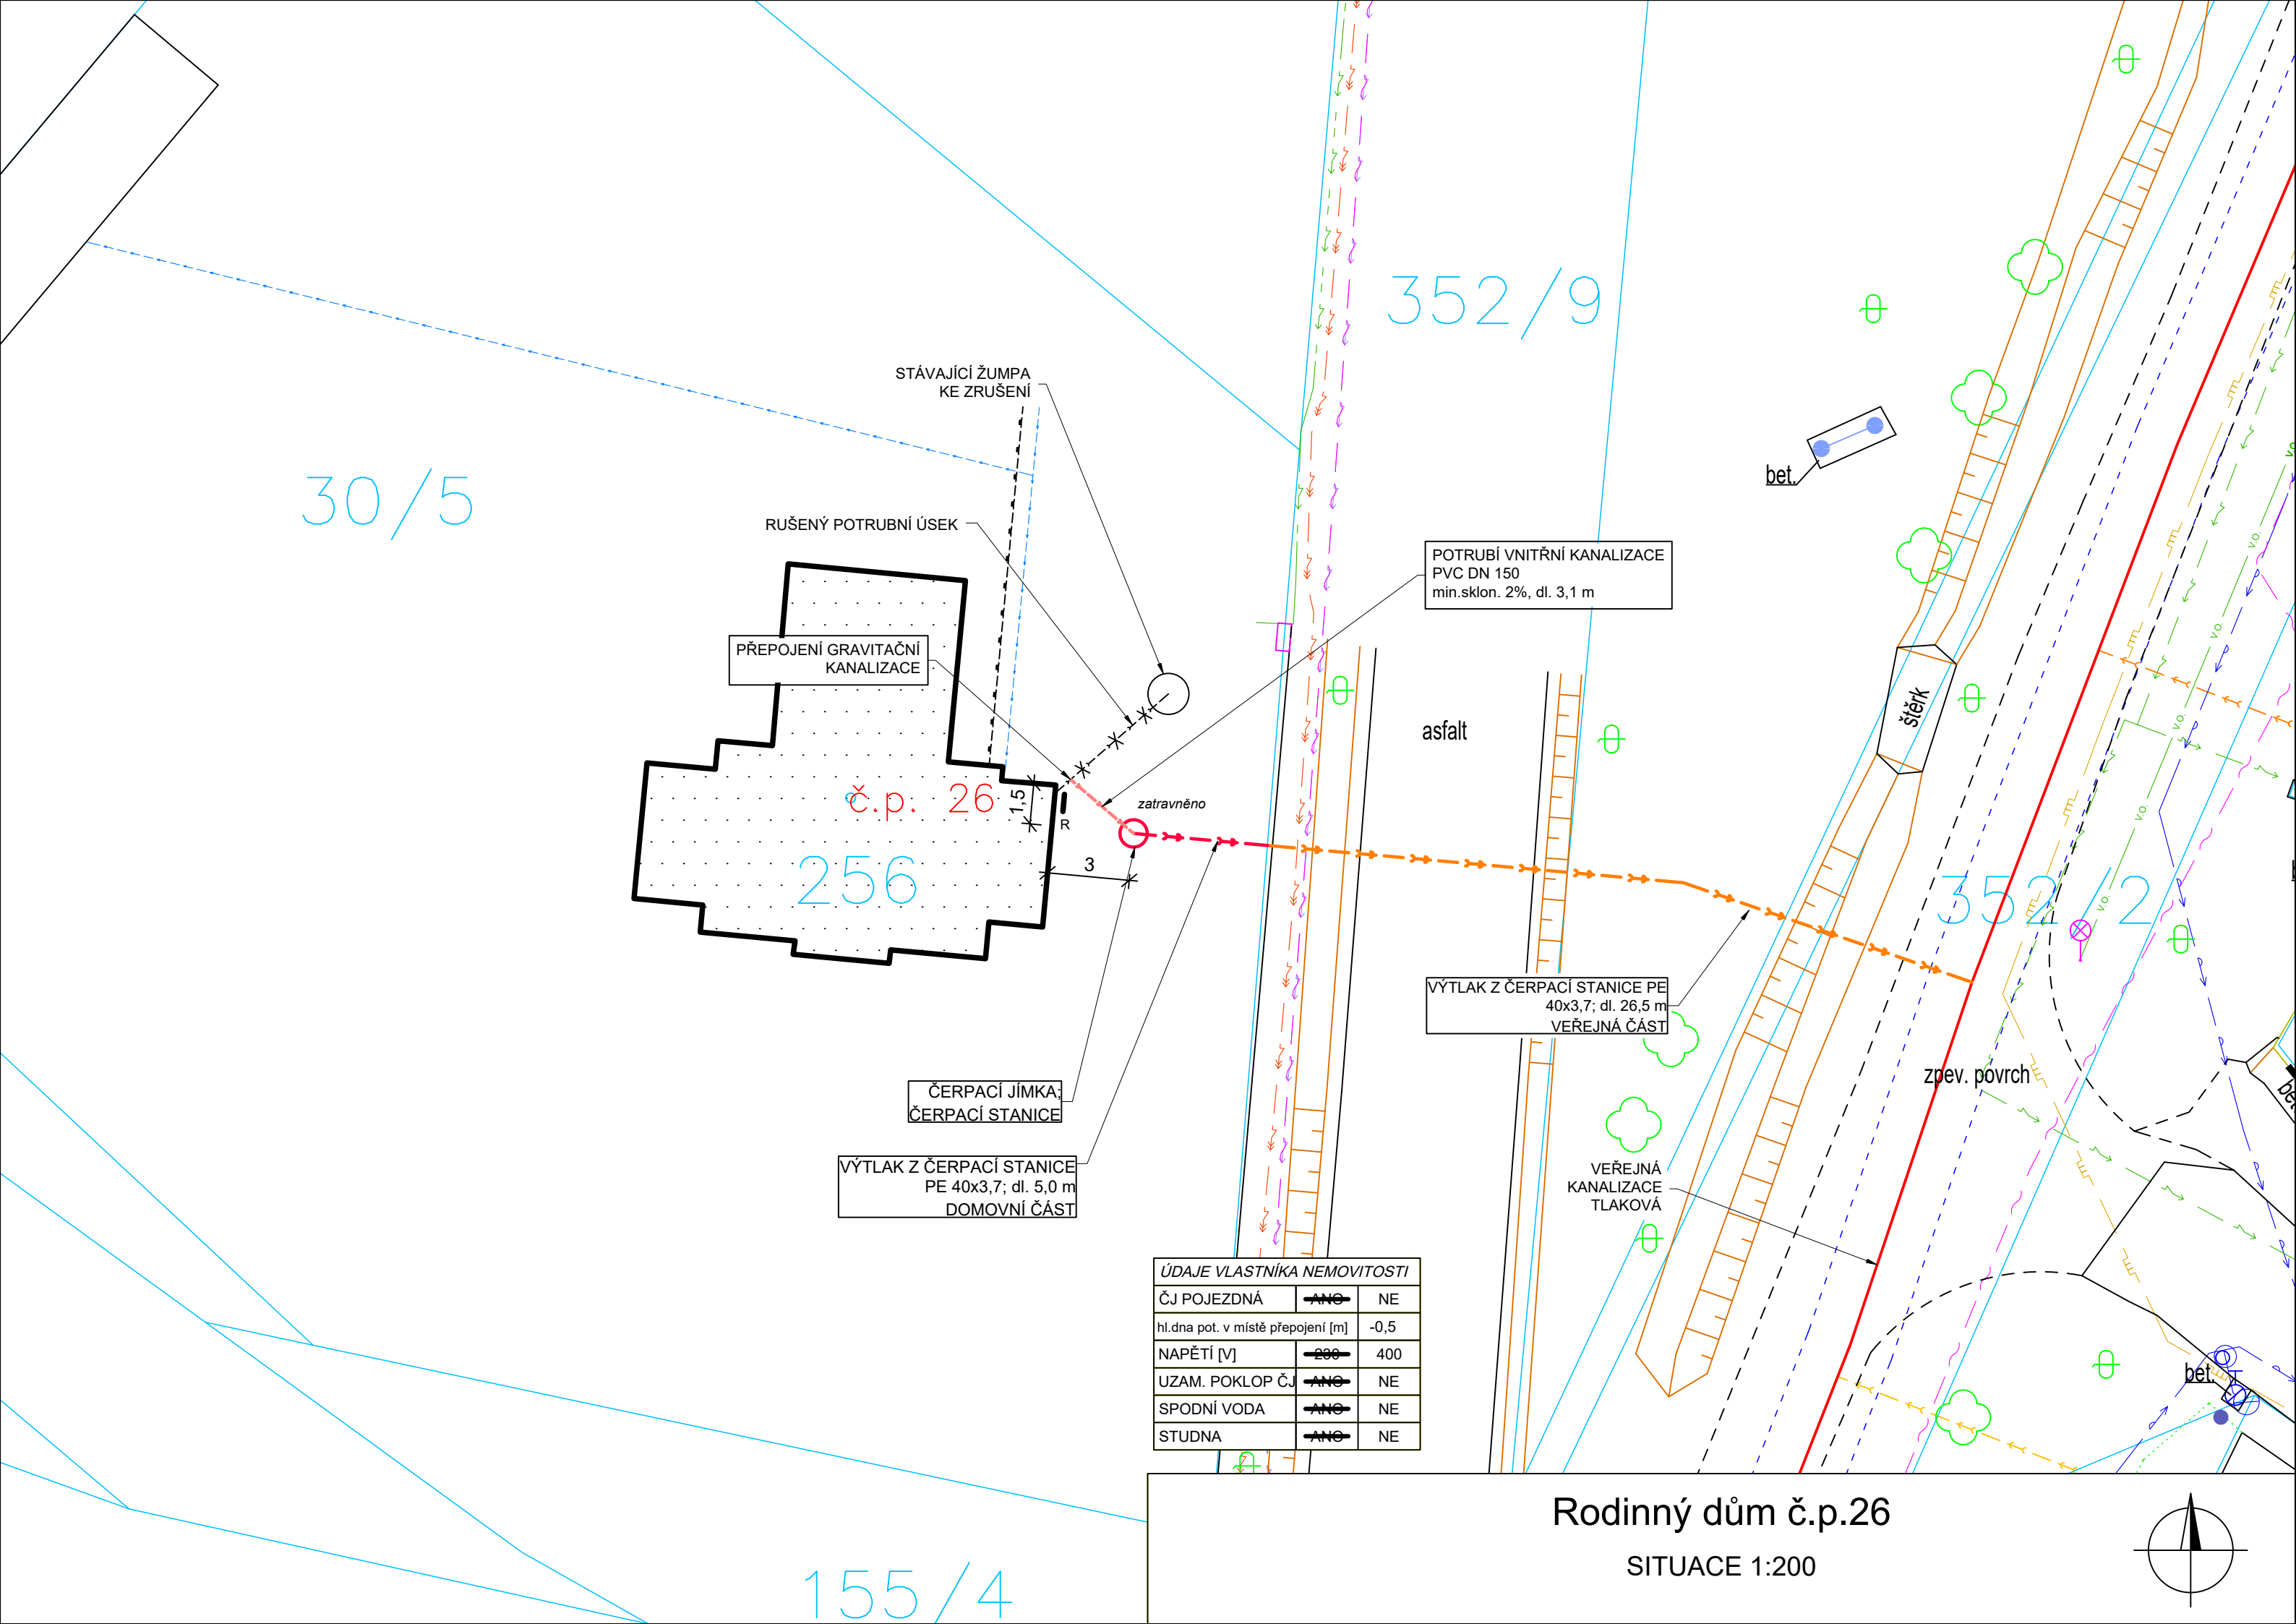 352/9
STÁVAJÍCÍ ŽUMPA
KE ZRUŠENÍ
30/5
bet.
RUŠENÝ POTRUBNÍ ÚSEK
POTRUBÍ VNITŘNÍ KANALIZACE
PVC DN 150
min.sklon. 2%, dl. 3,1 m
PŘEPOJENÍ GRAVITAČNÍ
KANALIZACE
asfalt
štěrk
v.o.
v.o.
v.o.
v.o.
v.o.
č.p. 26
1,5
R
zatravněno
3
256
352/2
VÝTLAK Z ČERPACÍ STANICE PE
40x3,7; dl. 26,5 m
VEŘEJNÁ ČÁST
zpev. povrch
ČERPACÍ JÍMKA;
ČERPACÍ STANICE
VÝTLAK Z ČERPACÍ STANICE
PE 40x3,7; dl. 5,0 m
DOMOVNÍ ČÁST
VEŘEJNÁ
KANALIZACE
TLAKOVÁ
ÚDAJE VLASTNÍKA NEMOVITOSTI
ČJ POJEZDNÁ ANO NE
hl.dna pot. v místě přepojení [m] -0,5
NAPĚTÍ [V] 230 400
UZAM. POKLOP ČJ ANO NE
SPODNÍ VODA ANO NE
STUDNA ANO NE
bet.
Rodinný dům č.p.26
SITUACE 1:200
155/4